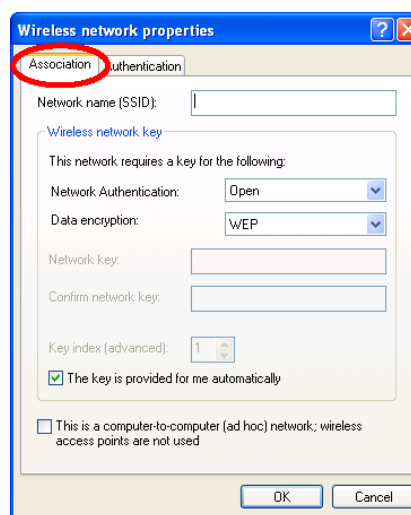 Wireless network properties
Association
Authentication
Network name (SSID):
Wireless network key
This network requires a key for the following:
Network Authentication:
Open
Data encryption:
WEP
Network key:
Confirm network key:
Key index (advanced):
1
The key is provided for me automatically
This is a computer-to-computer (ad hoc) network; wireless
access points are not used
OK
Cancel